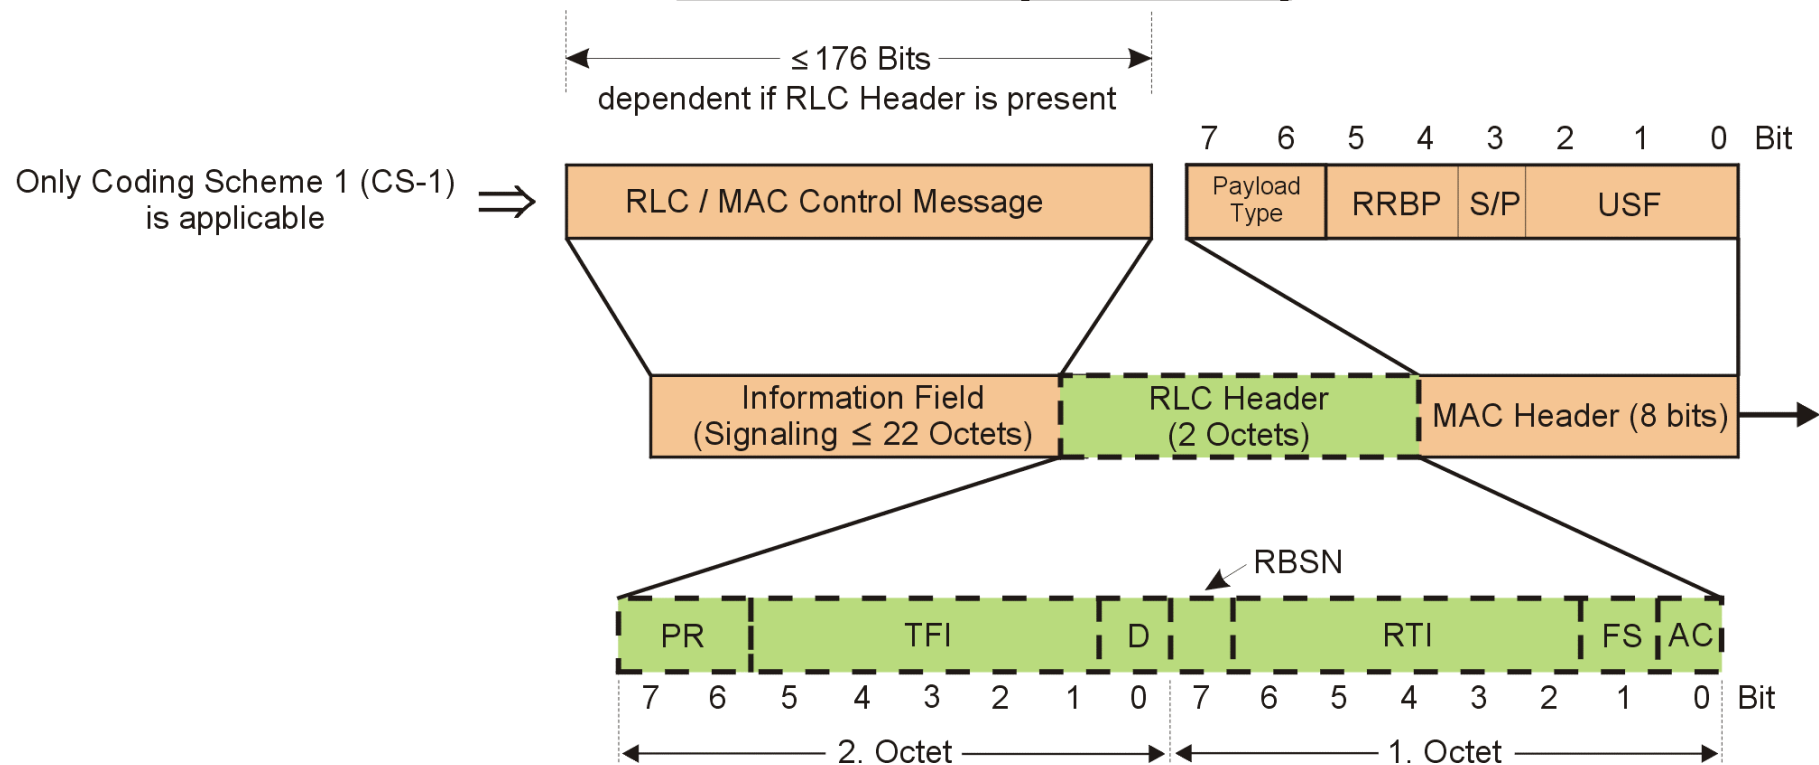 ≤ 176 Bits
dependent if RLC Header is present
7 6 5 4 3 2 1 0 Bit
Only Coding Scheme 1 (CS-1)
is applicable
RLC / MAC Control Message
Payload
Type
RRBP
S/P
USF
Information Field
(Signaling ≤ 22 Octets)
RLC Header
(2 Octets)
MAC Header (8 bits)
RBSN
PR TFI D RTI FS AC
7 6 5 4 3 2 1 0 7 6 5 4 3 2 1 0 Bit
2. Octet 1. Octet